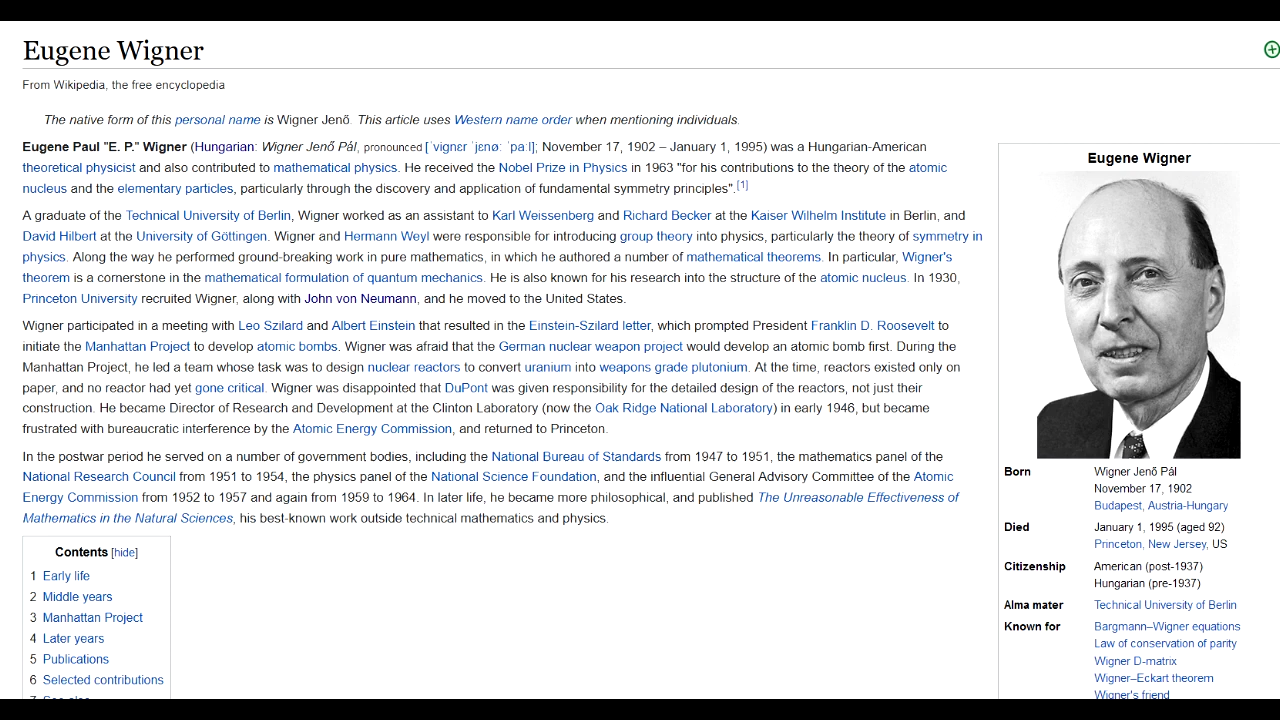 Eugene Wigner
From Wikipedia, the free encyclopedia
The native form of this personal name is Wigner Jenő. This article uses Western name order when mentioning individuals.
Eugene Paul "E. P." Wigner (Hungarian: Wigner Jenő Pál, pronounced [ˈviɡnɛr ˈjɛnøː ˈpaːl]; November 17, 1902 – January 1, 1995) was a Hungarian-American
theoretical physicist and also contributed to mathematical physics. He received the Nobel Prize in Physics in 1963 "for his contributions to the theory of the atomic
nucleus and the elementary particles, particularly through the discovery and application of fundamental symmetry principles".[1]
A graduate of the Technical University of Berlin, Wigner worked as an assistant to Karl Weissenberg and Richard Becker at the Kaiser Wilhelm Institute in Berlin, and
David Hilbert at the University of Göttingen. Wigner and Hermann Weyl were responsible for introducing group theory into physics, particularly the theory of symmetry in
physics. Along the way he performed ground-breaking work in pure mathematics, in which he authored a number of mathematical theorems. In particular, Wigner's
theorem is a cornerstone in the mathematical formulation of quantum mechanics. He is also known for his research into the structure of the atomic nucleus. In 1930,
Princeton University recruited Wigner, along with John von Neumann, and he moved to the United States.
Wigner participated in a meeting with Leo Szilard and Albert Einstein that resulted in the Einstein-Szilard letter, which prompted President Franklin D. Roosevelt to
initiate the Manhattan Project to develop atomic bombs. Wigner was afraid that the German nuclear weapon project would develop an atomic bomb first. During the
Manhattan Project, he led a team whose task was to design nuclear reactors to convert uranium into weapons grade plutonium. At the time, reactors existed only on
paper, and no reactor had yet gone critical. Wigner was disappointed that DuPont was given responsibility for the detailed design of the reactors, not just their
construction. He became Director of Research and Development at the Clinton Laboratory (now the Oak Ridge National Laboratory) in early 1946, but became
frustrated with bureaucratic interference by the Atomic Energy Commission, and returned to Princeton.
In the postwar period he served on a number of government bodies, including the National Bureau of Standards from 1947 to 1951, the mathematics panel of the
National Research Council from 1951 to 1954, the physics panel of the National Science Foundation, and the influential General Advisory Committee of the Atomic
Energy Commission from 1952 to 1957 and again from 1959 to 1964. In later life, he became more philosophical, and published The Unreasonable Effectiveness of
Mathematics in the Natural Sciences, his best-known work outside technical mathematics and physics.
Contents [hide]
1 Early life
2 Middle years
3 Manhattan Project
4 Later years
5 Publications
6 Selected contributions
7 See also
Eugene Wigner
Born Wigner Jenő Pál
November 17, 1902
Budapest, Austria-Hungary
Died January 1, 1995 (aged 92)
Princeton, New Jersey, US
Citizenship American (post-1937)
Hungarian (pre-1937)
Alma mater Technical University of Berlin
Known for Bargmann–Wigner equations
Law of conservation of parity
Wigner D-matrix
Wigner–Eckart theorem
Wigner's friend